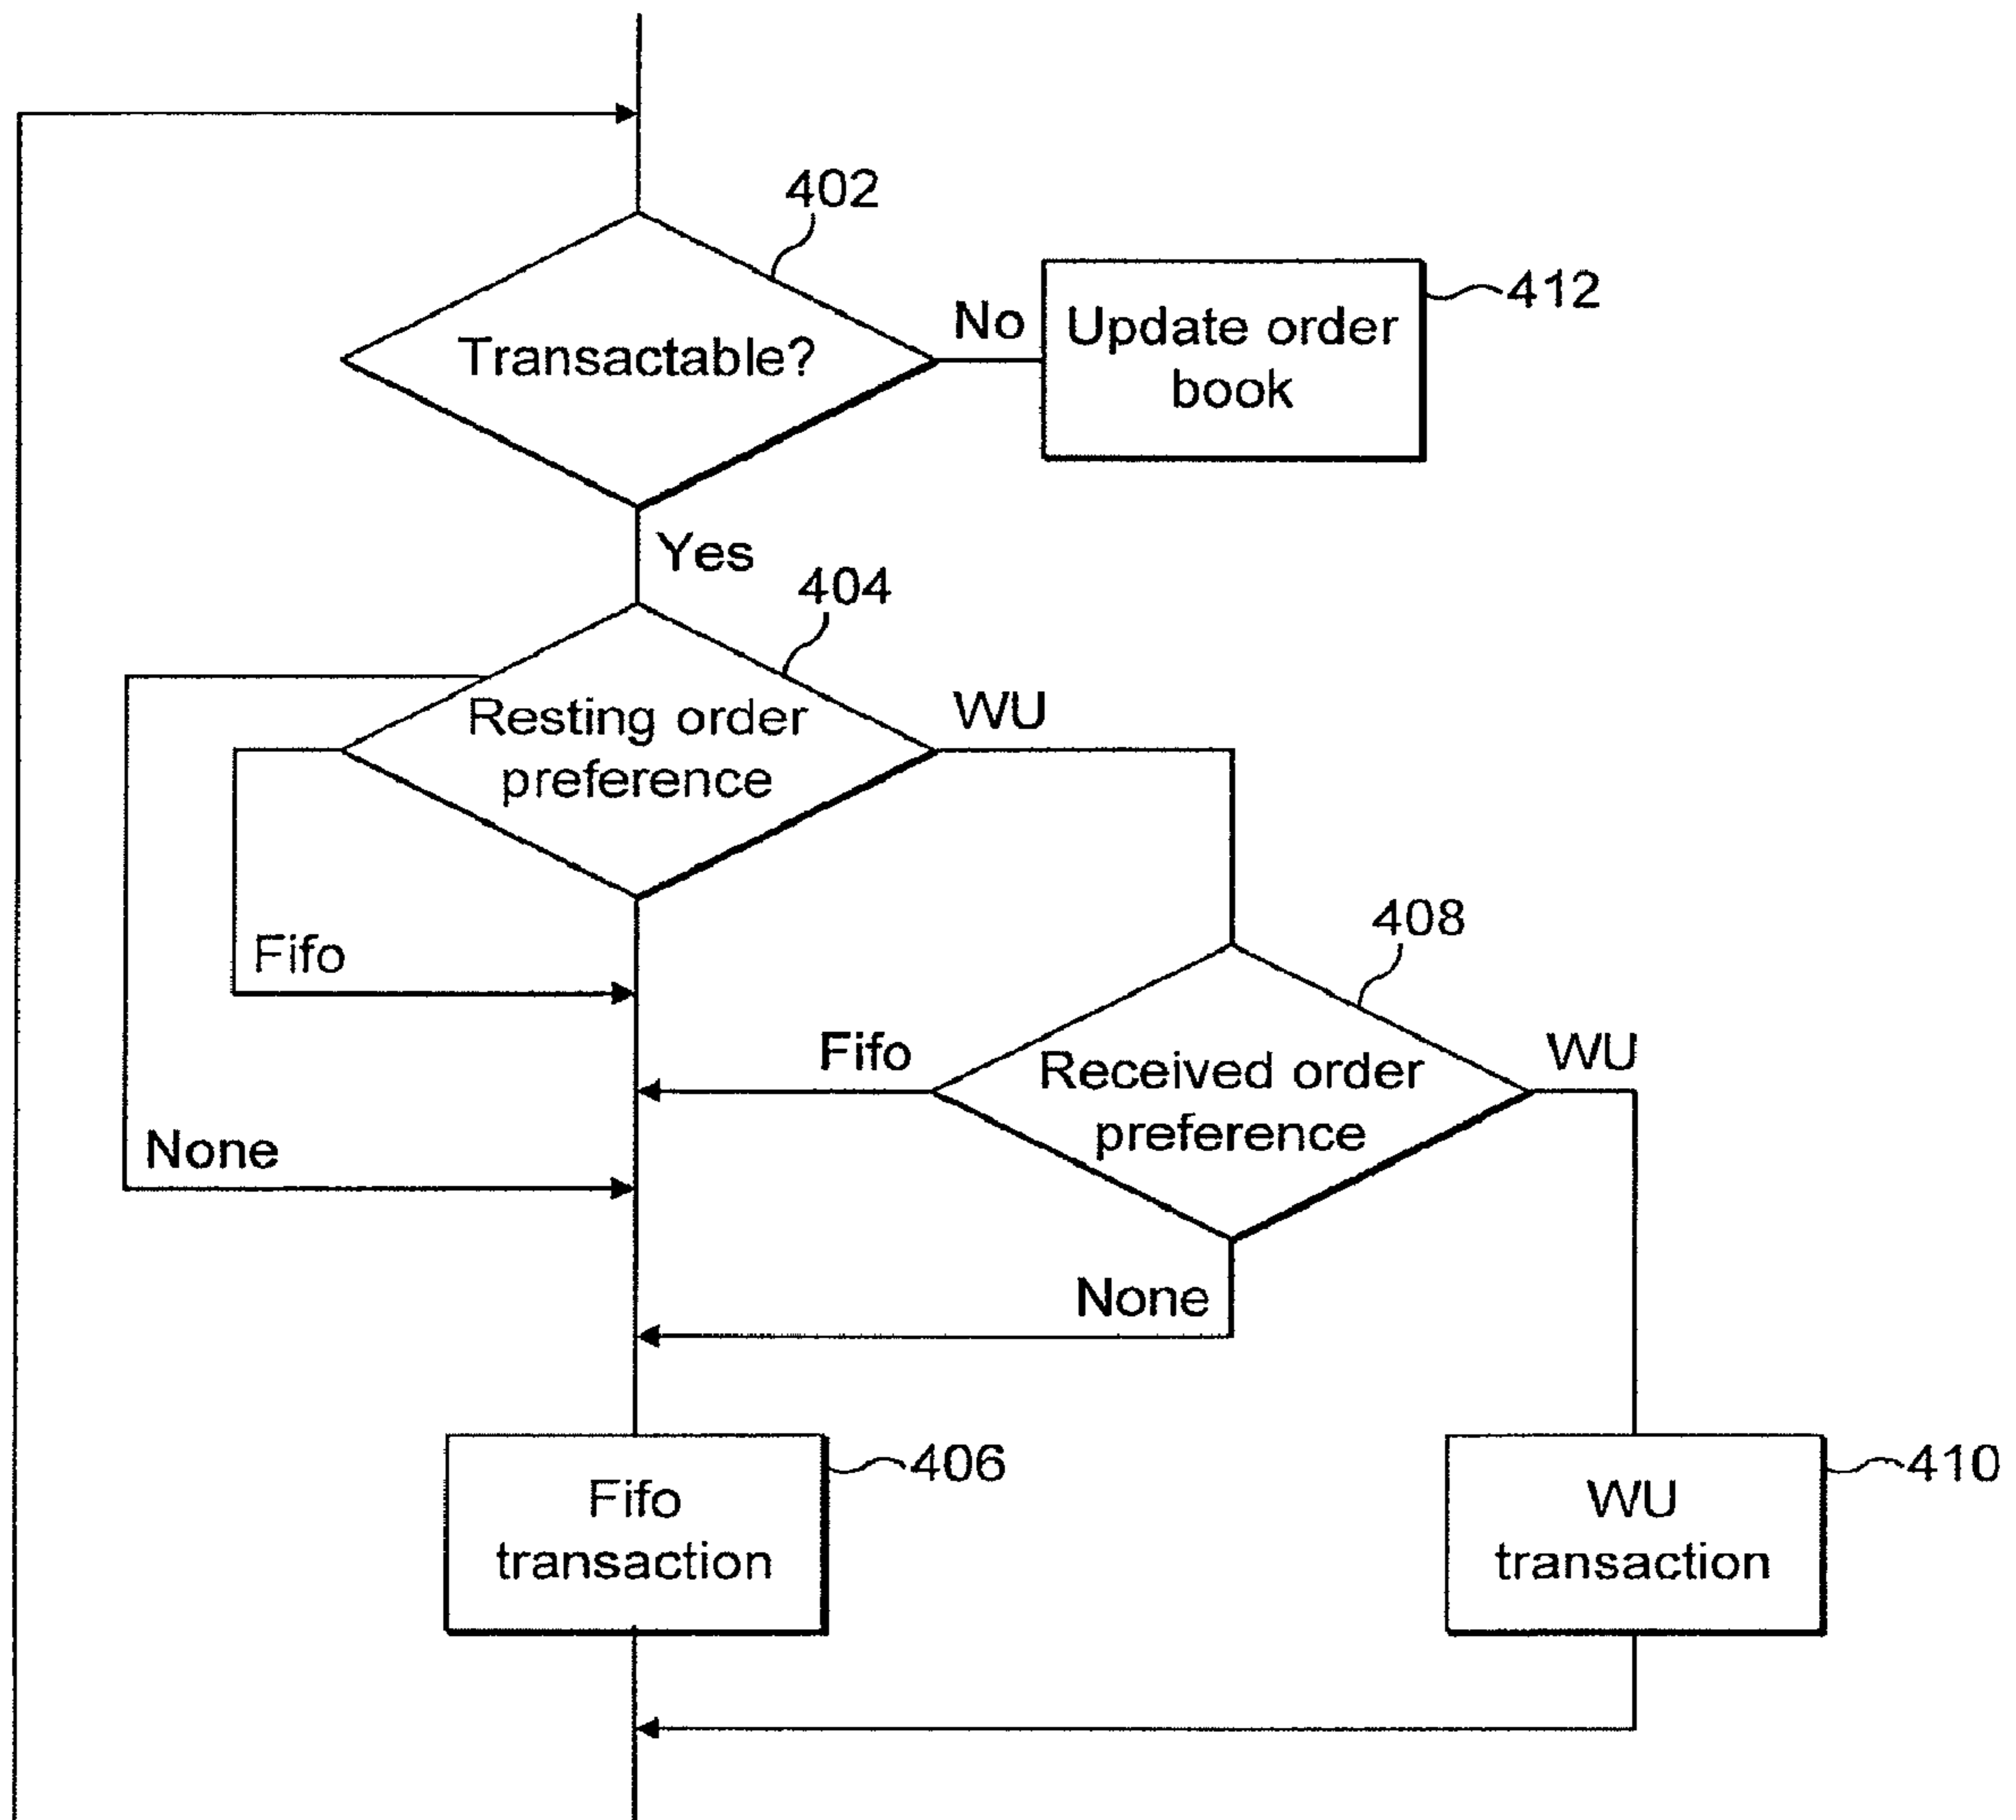 402
Transactable?
No
Update order
book
412
Yes
404
Resting order
preference
WU
Fifo
408
Fifo
Received order
preference
WU
None
None
Fifo
transaction
406
WU
transaction
410